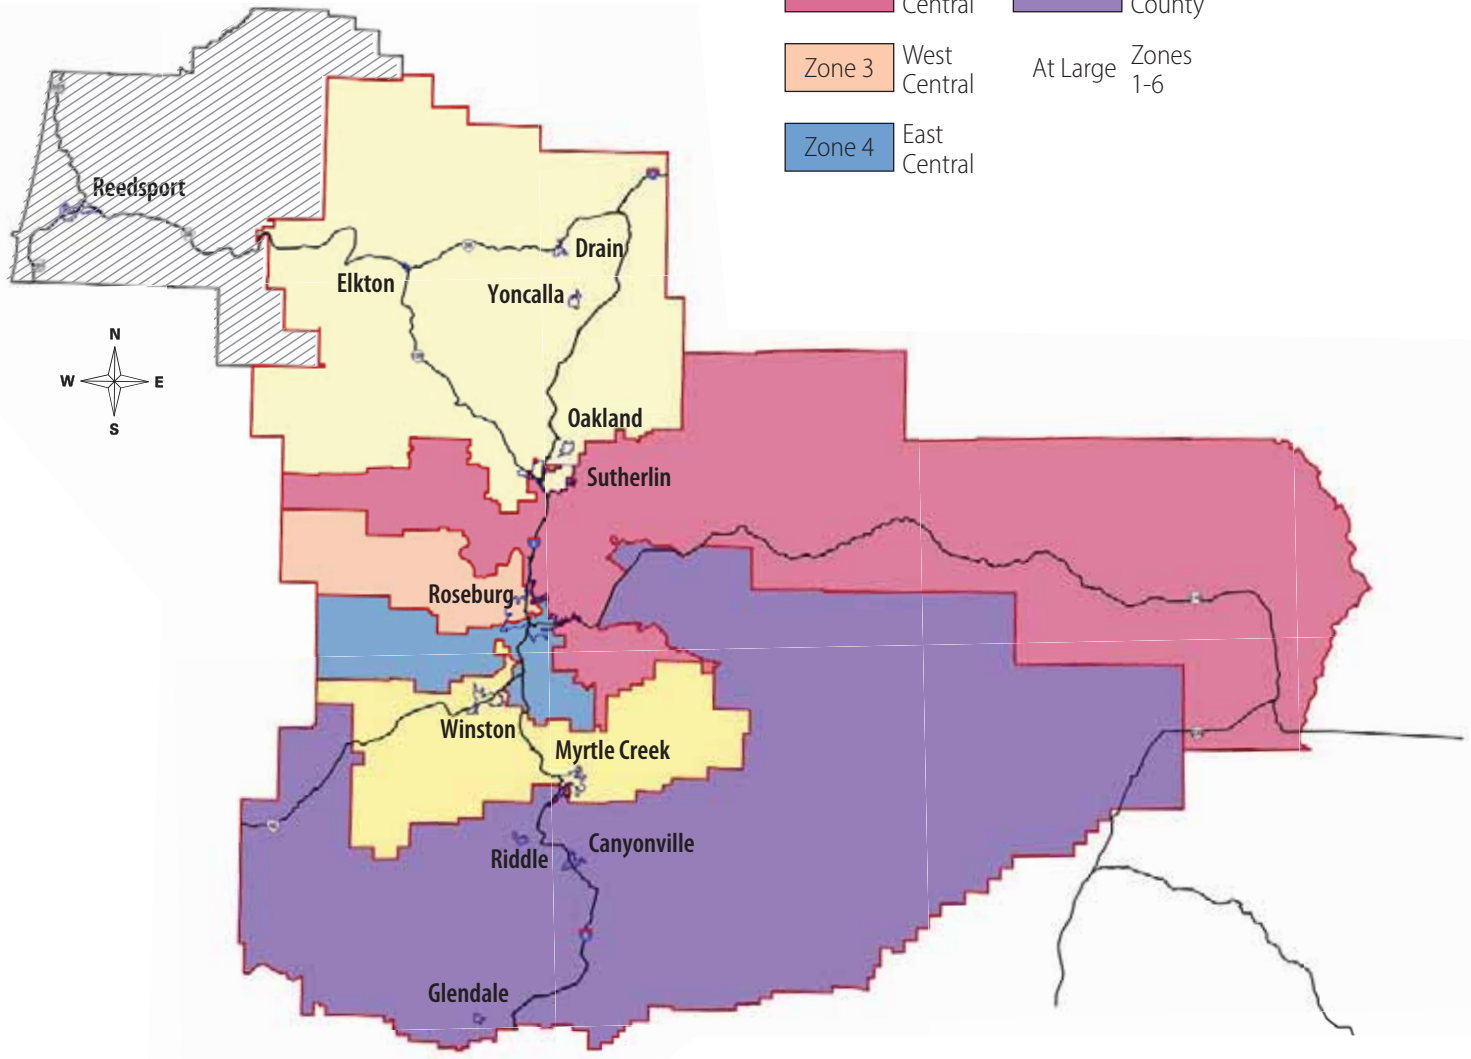 Central
County
Zone 3
West
Central
At Large
Zones
1-6
Zone 4
East
Central
Reedsport
Drain
Elkton
Yoncalla
N
W
E
S
Oakland
Sutherlin
Roseburg
Winston
Myrtle Creek
Canyonville
Riddle
Glendale